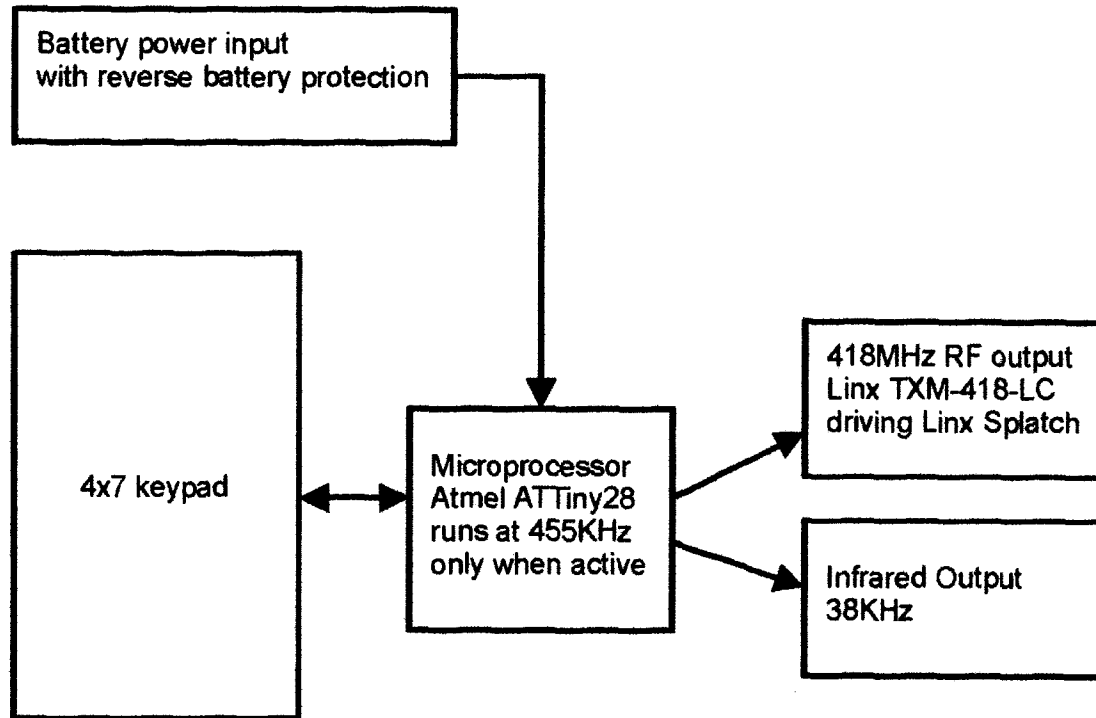 Battery power input
with reverse battery protection
4x7 keypad
Microprocessor
Atmel ATTiny28
runs at 455KHz
only when active
418MHz RF output
Linx TXM-418-LC
driving Linx Splatch
Infrared Output
38KHz